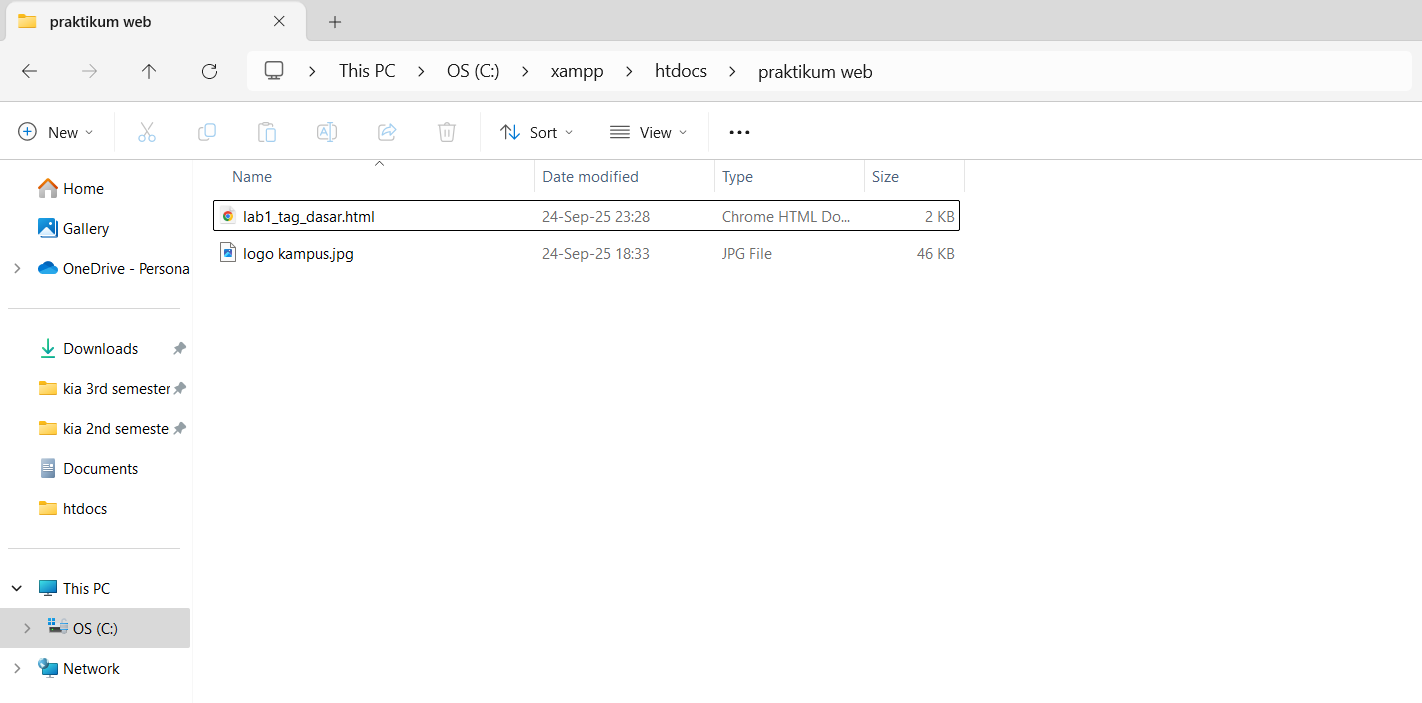 praktikum web
This PC OS (C:) xampp htdocs praktikum web
New Sort View
Name Date modified Type Size
lab1_tag_dasar.html 24-Sep-25 23:28 Chrome HTML Do... 2 KB
logo kampus.jpg 24-Sep-25 18:33 JPG File 46 KB
Home
Gallery
OneDrive - Persona
Downloads
kia 3rd semester
kia 2nd semeste
Documents
htdocs
This PC
OS (C:)
Network